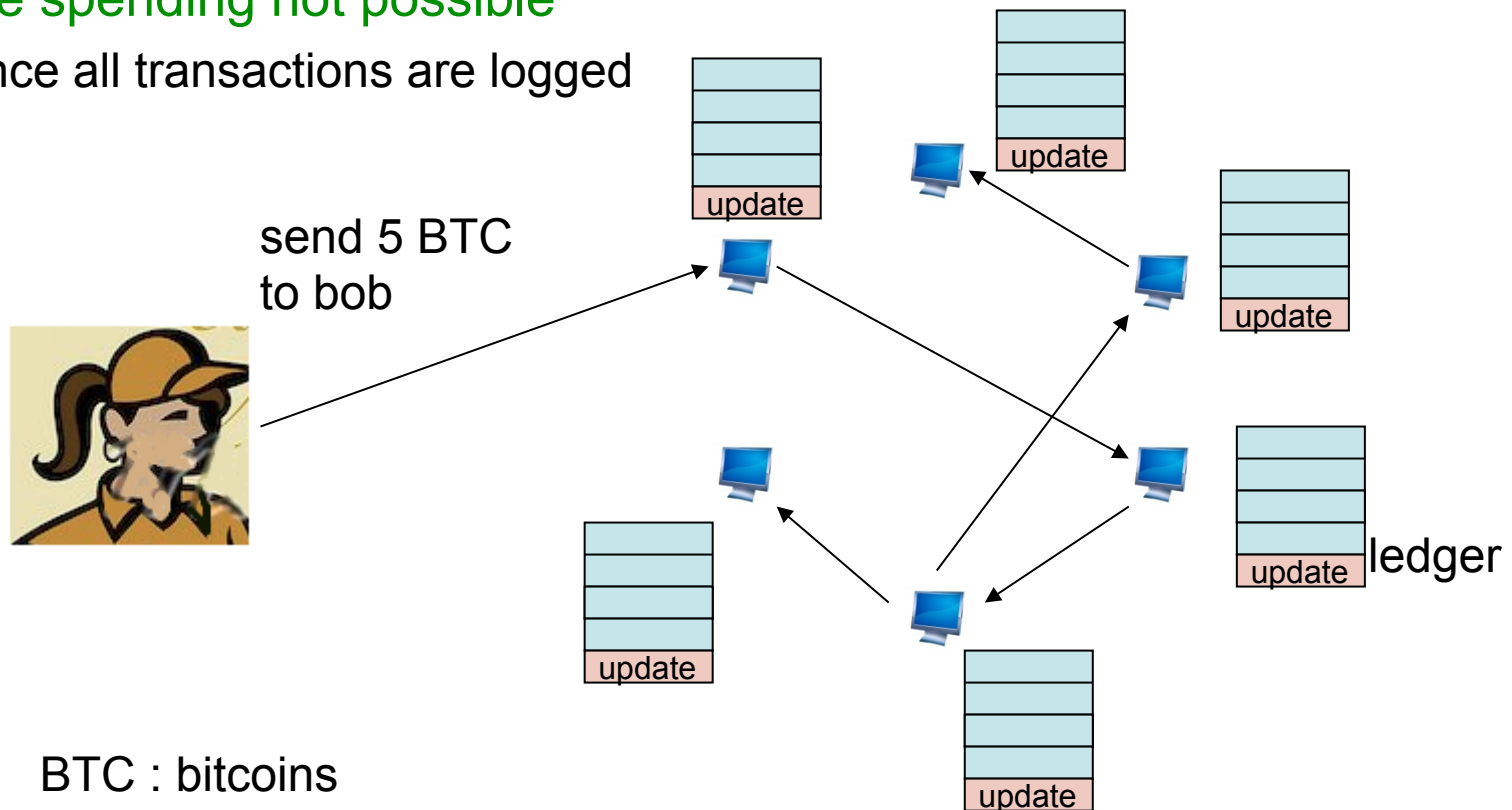 spending not possible
all transactions are logged
update
update
send 5 BTC
to bob
update
update
ledger
update
update
BTC : bitcoins